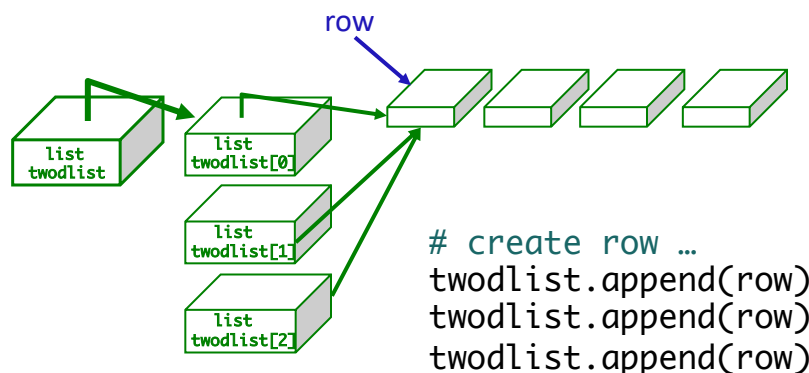 row
list
twodlist
list
twodlist[0]
list
twodlist[1]
list
twodlist[2]
# create row …
twodlist.append(row)
twodlist.append(row)
twodlist.append(row)